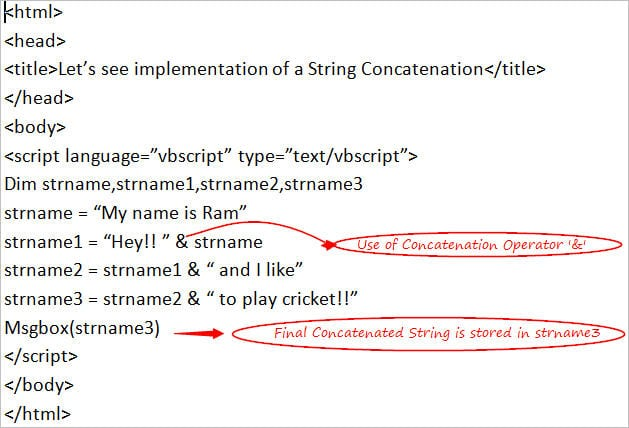 <html>
<head>
<title>Let’s see implementation of a String Concatenation</title>
</head>
<body>
<script language=”vbscript” type=”text/vbscript”>
Dim strname,strname1,strname2,strname3
strname = “My name is Ram”
strname1 = “Hey!! ” & strname
Use of Concatenation Operator '&'
strname2 = strname1 & “ and I like”
strname3 = strname2 & “ to play cricket!!”
Msgbox(strname3)
Final Concatenated String is stored in strname3
</script>
</body>
</html>